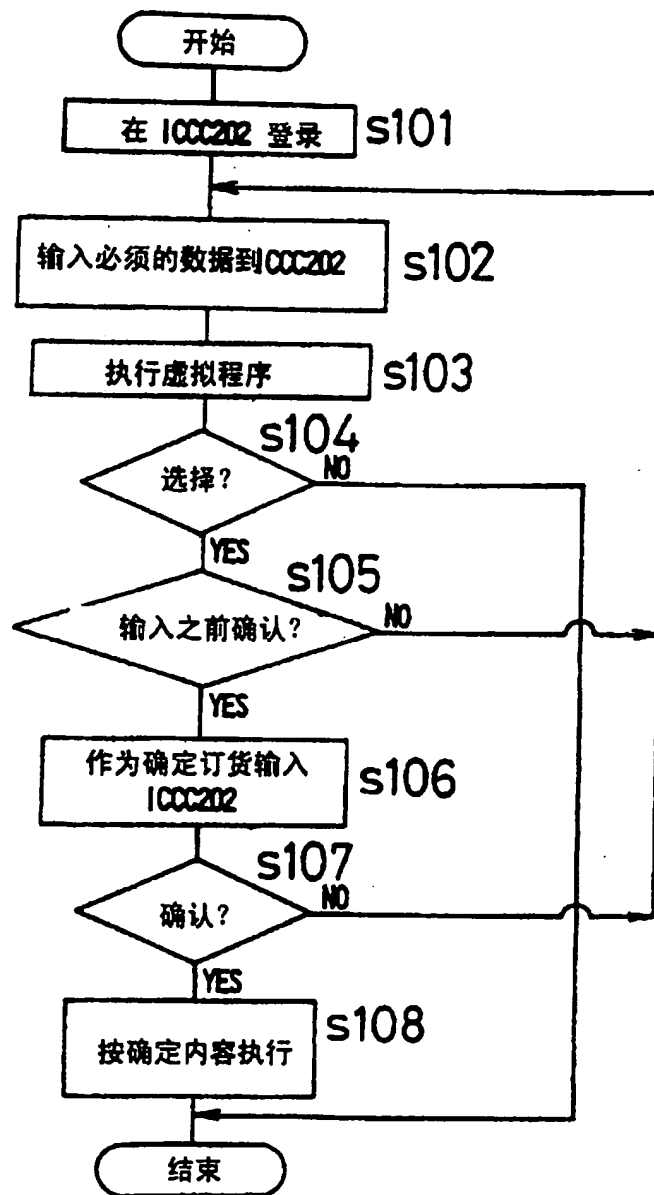 开始
在 ICCC202 登录
s101
输入必须的数据到ICCC202
s102
执行虚拟程序
s103
s104
选择?
NO
YES
s105
输入之前确认?
NO
YES
作为确定订货输入
ICCC202
s106
s107
确认?
NO
YES
s108
按确定内容执行
结束